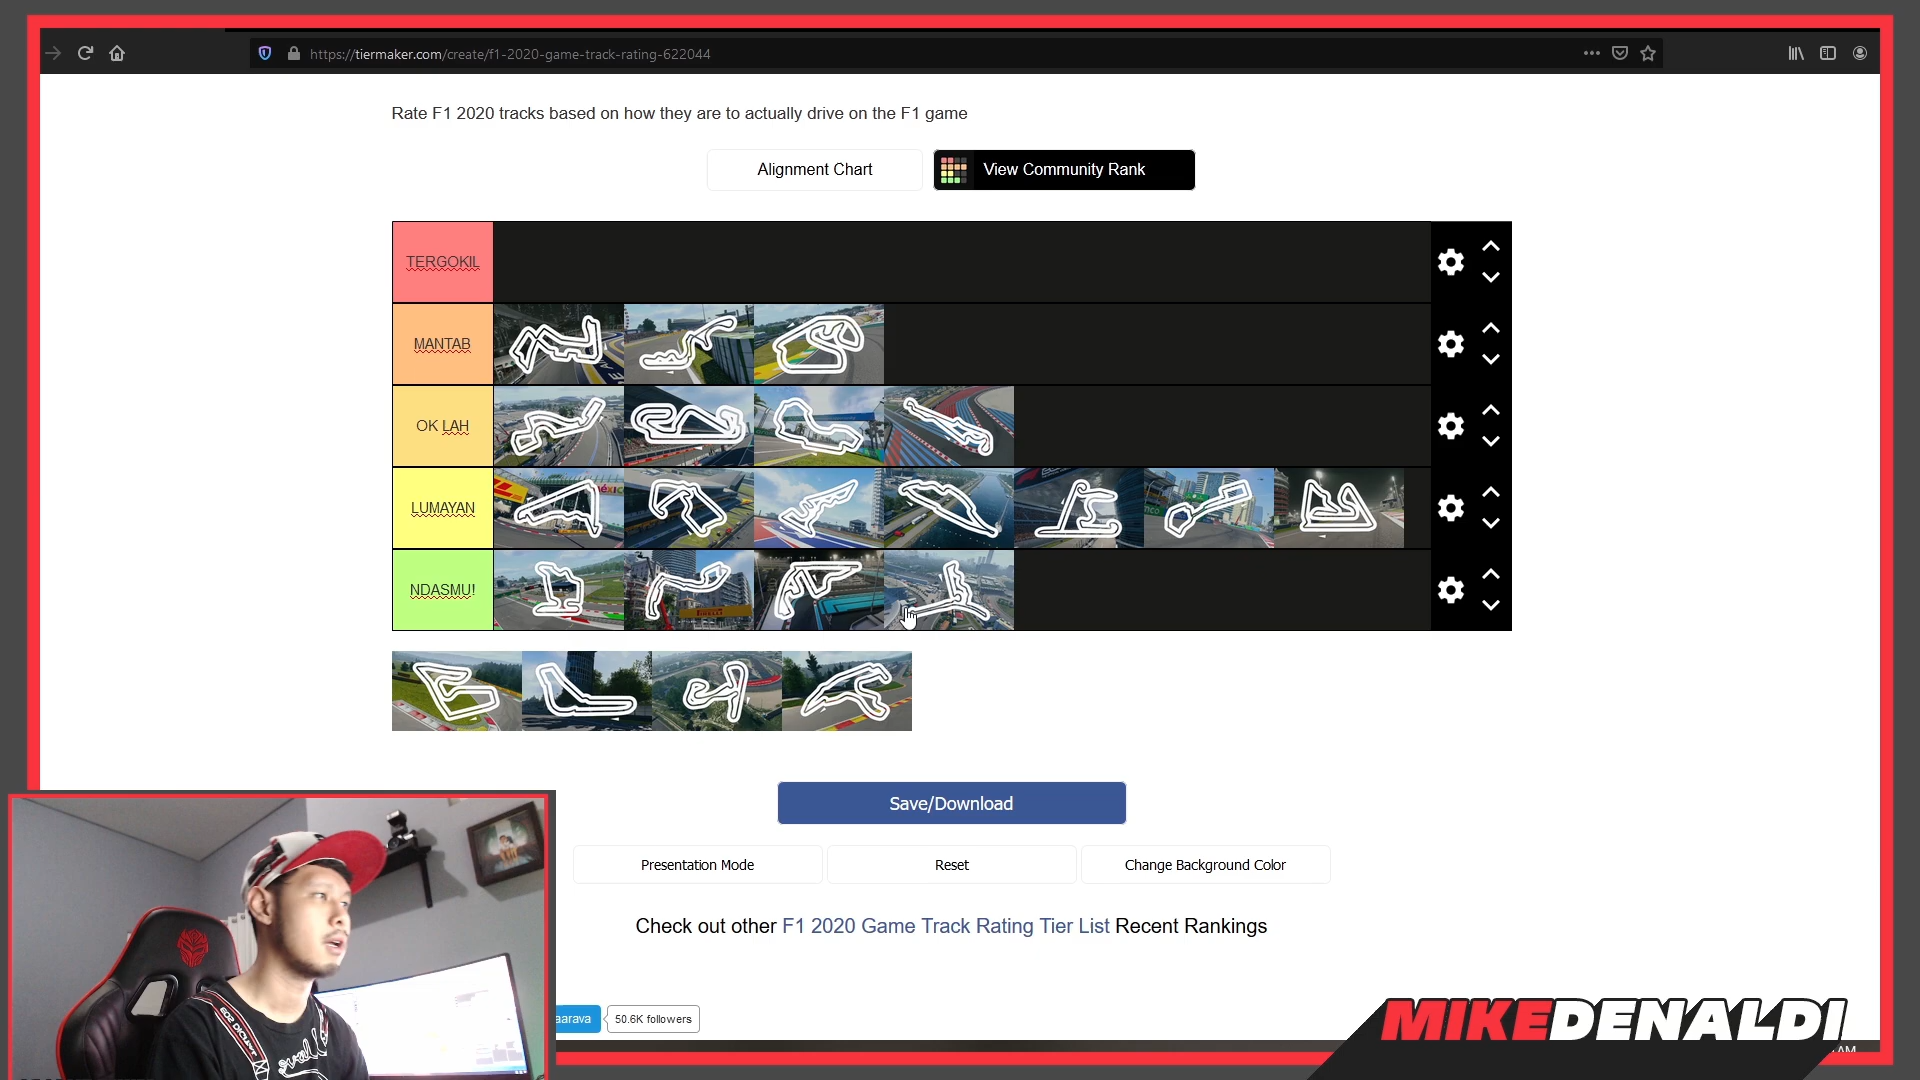 https://tiermaker.com/create/f1-2020-game-track-rating-622044
Rate F1 2020 tracks based on how they are to actually drive on the F1 game
Alignment Chart
View Community Rank
TERGOKIL
MANTAB
OK LAH
LUMAYAN
NDASMU!
Save/Download
Presentation Mode
Reset
Change Background Color
Check out other F1 2020 Game Track Rating Tier List Recent Rankings
aarava
50.6K followers
MIKEDENALDI
AM